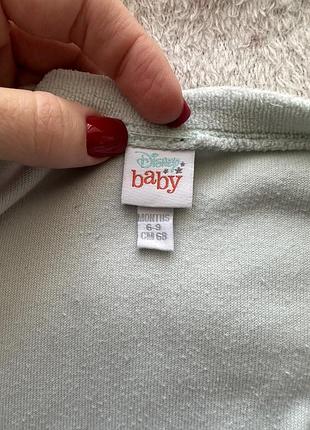 Disney
baby
MONTHS
6-9
CM 68